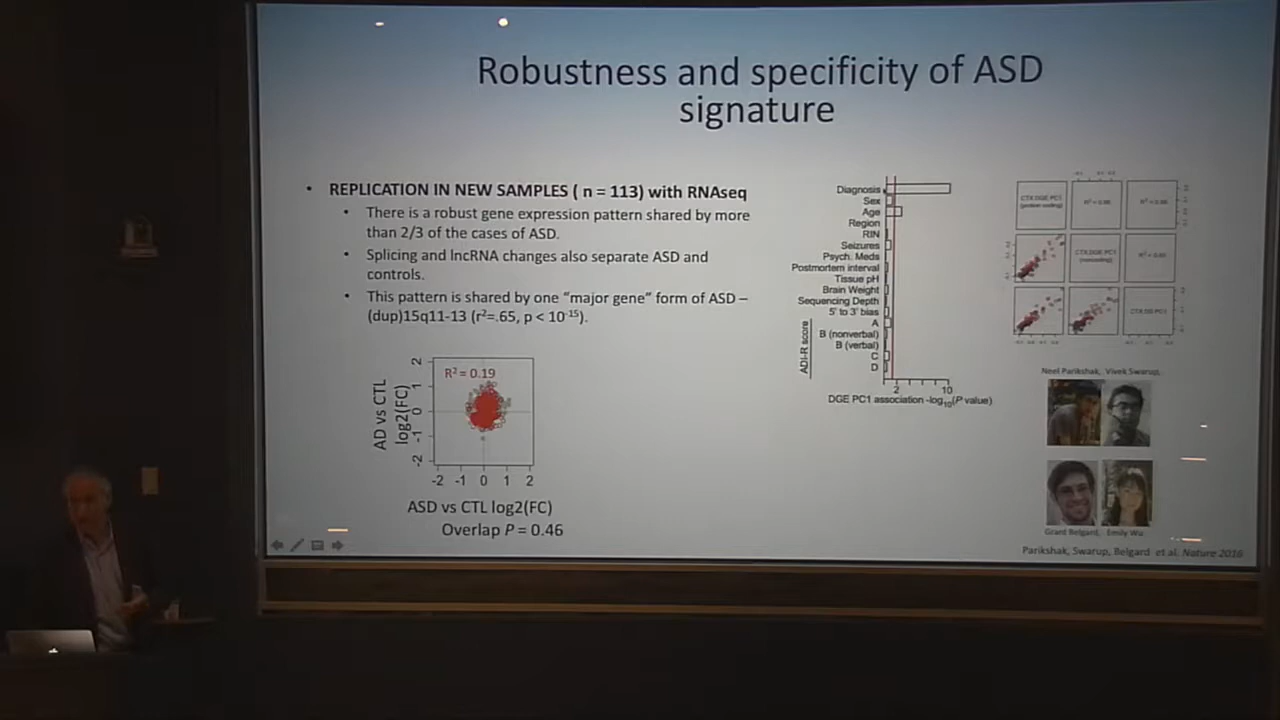 Robustness and specificity of ASD
signature
• REPLICATION IN NEW SAMPLES ( n = 113) with RNAseq
• There is a robust gene expression pattern shared by more
than 2/3 of the cases of ASD.
• Splicing and lncRNA changes also separate ASD and
controls.
• This pattern is shared by one “major gene” form of ASD –
(dup)15q11-13 (r²=.65, p < 10⁻¹⁵).
R² = 0.19
AD vs CTL
log2(FC)
2
1
0
-1
-2
-2 -1 0 1 2
ASD vs CTL log2(FC)
Overlap P = 0.46
Diagnosis
Sex
Age
Region
RIN
Seizures
Psych. Meds
Postmortem interval
Tissue pH
Brain Weight
Sequencing Depth
5' to 3' bias
ADI-R score
A
B (nonverbal)
B (verbal)
C
D
2 10
DGE PC1 association -log₁₀(P value)
CTX DGE PC1
CTX DGE PC1
Neel Parikshak, Vivek Swarup,
Grant Belgard, Emily Wu
Parikshak, Swarup, Belgard et al. Nature 2016